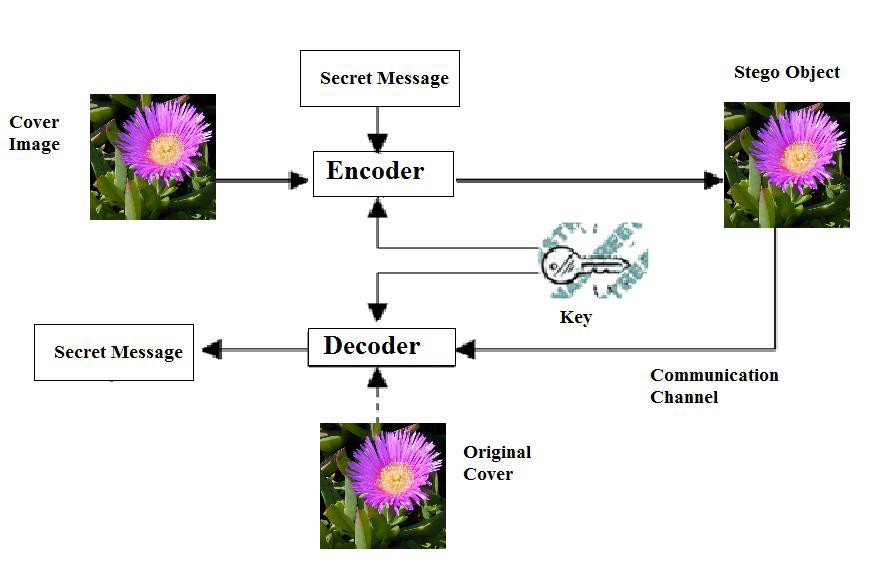 Secret Message
Stego Object
Cover
Image
Encoder
Key
Secret Message
Decoder
Communication
Channel
Original
Cover